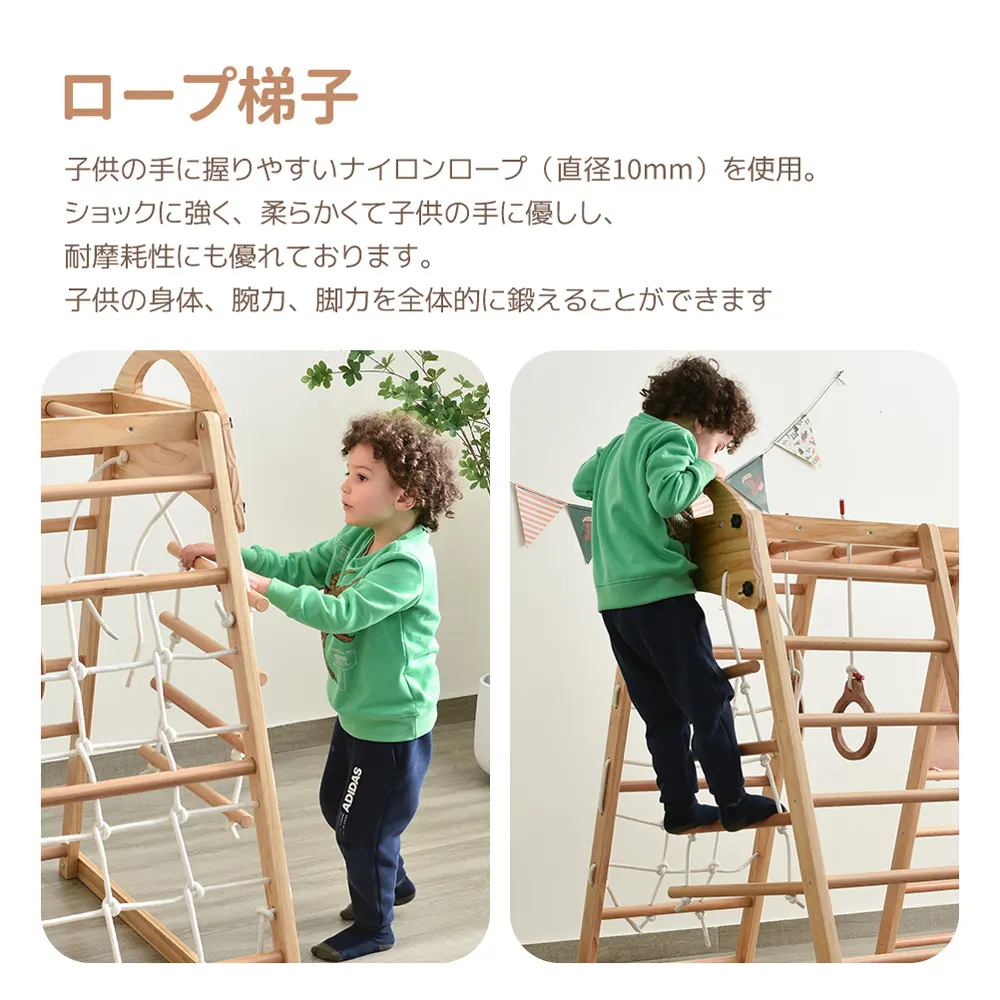 ロープ梯子
子供の手に握りやすいナイロンロープ（直径10mm）を使用。
ショックに強く、柔らかくて子供の手に優しし、
耐摩耗性にも優れております。
子供の身体、腕力、脚力を全体的に鍛えることができます
ADIDAS